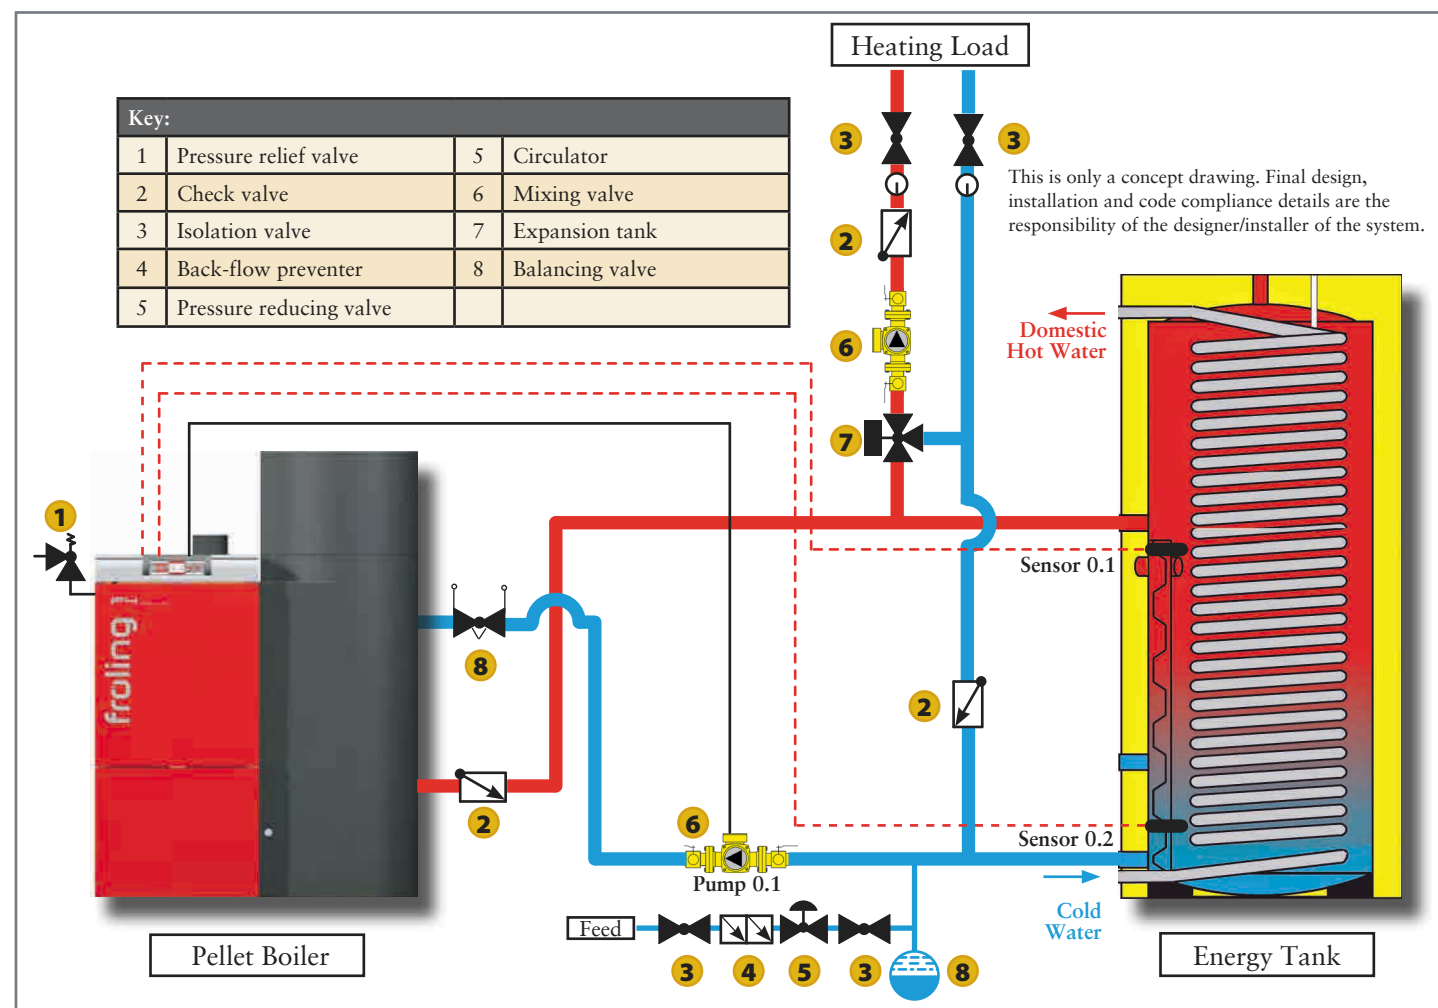 Heating Load
Key:
1 Pressure relief valve 5 Circulator
2 Check valve 6 Mixing valve
3 Isolation valve 7 Expansion tank
4 Back-flow preventer 8 Balancing valve
5 Pressure reducing valve
3
3
This is only a concept drawing. Final design,
installation and code compliance details are the
responsibility of the designer/installer of the system.
2
Domestic
Hot Water
6
7
1
froling
Sensor 0.1
8
2
2
6
Sensor 0.2
Pump 0.1
Cold
Water
Feed
3
4
5
3
8
Pellet Boiler
Energy Tank